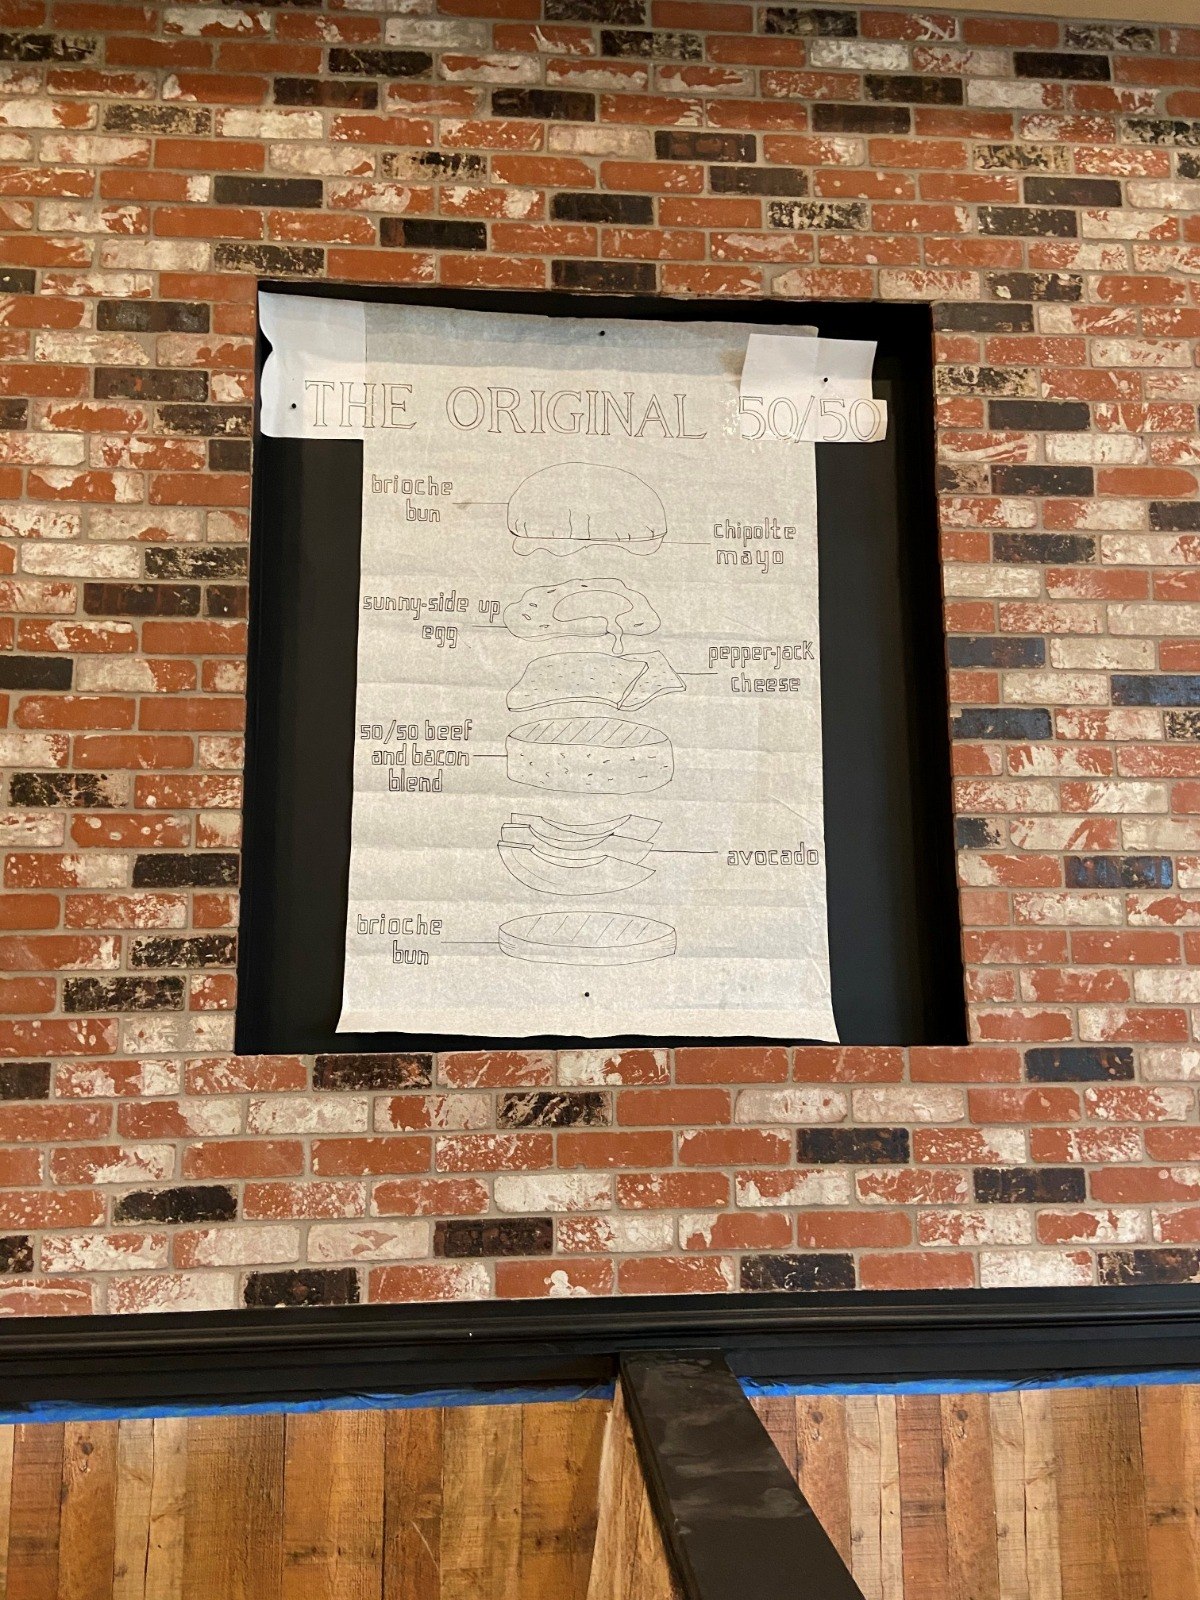 THE ORIGINAL 50/50
brioche
bun
chipolte
mayo
sunny-side up
egg
pepper-jack
cheese
50/50 beef
and bacon
blend
avocado
brioche
bun